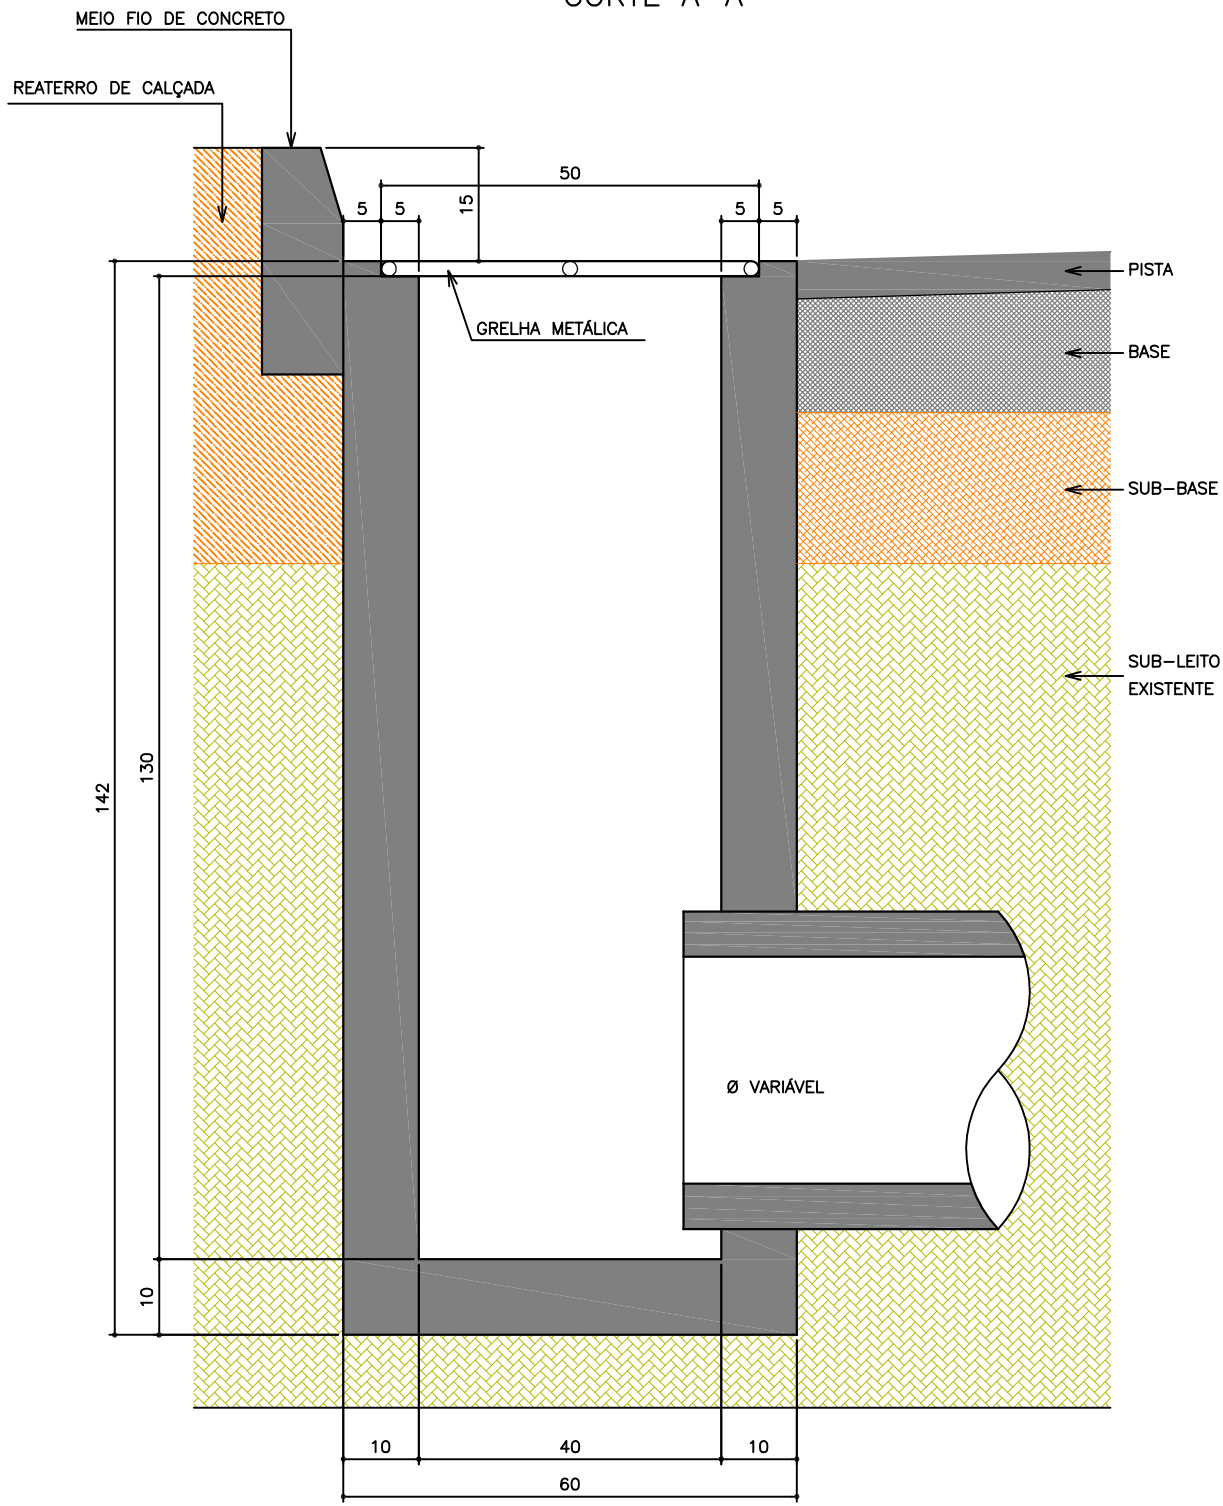 MEIO FIO DE CONCRETO
REATERRO DE CALÇADA
50
15
5
5
5
5
PISTA
GRELHA METÁLICA
BASE
SUB-BASE
SUB-LEITO
EXISTENTE
130
142
Ø VARIÁVEL
10
10
40
10
60